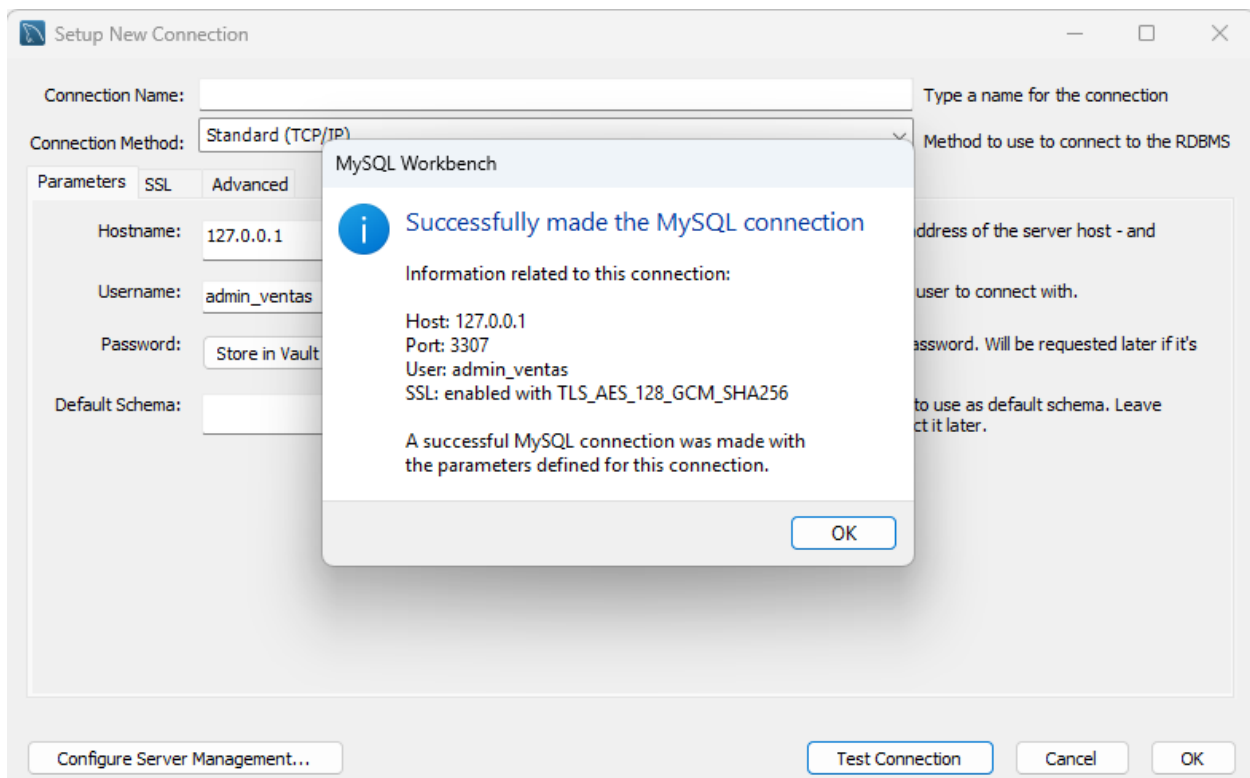 Setup New Connection
Connection Name:
Type a name for the connection
Connection Method: Standard (TCP/IP)
Method to use to connect to the RDBMS
Parameters SSL Advanced
MySQL Workbench
Successfully made the MySQL connection
Information related to this connection:
Host: 127.0.0.1
Port: 3307
User: admin_ventas
SSL: enabled with TLS_AES_128_GCM_SHA256
A successful MySQL connection was made with
the parameters defined for this connection.
OK
Hostname: 127.0.0.1
address of the server host - and
Username: admin_ventas
user to connect with.
Password: Store in Vault
password. Will be requested later if it's
Default Schema:
to use as default schema. Leave
it later.
Configure Server Management... Test Connection Cancel OK